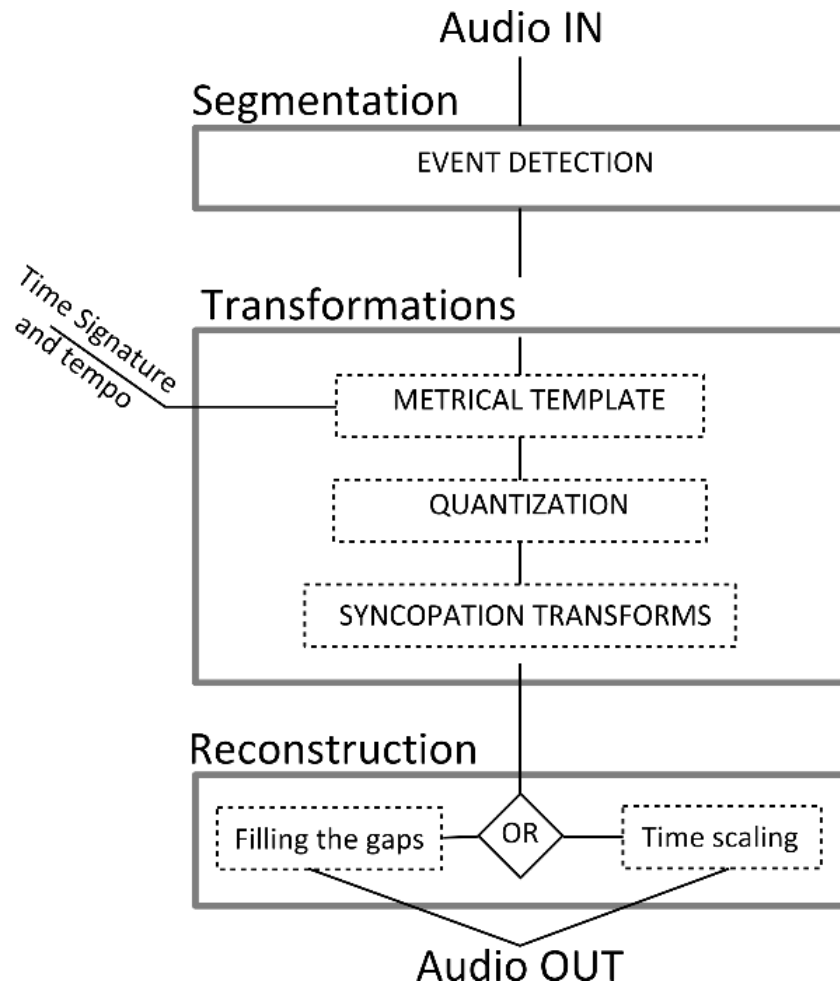 Audio IN
Segmentation
EVENT DETECTION
Time Signature
and tempo
Transformations
METRICAL TEMPLATE
QUANTIZATION
SYNCOPATION TRANSFORMS
Reconstruction
Filling the gaps
OR
Time scaling
Audio OUT